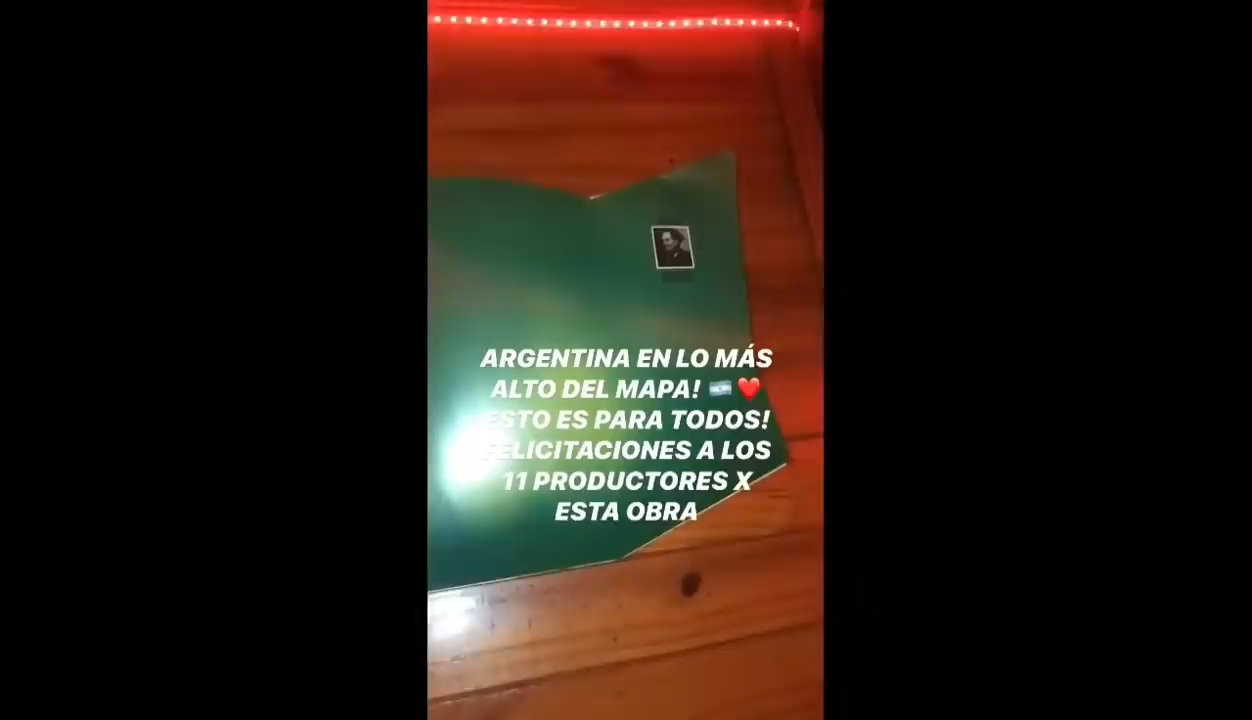 ARGENTINA EN LO MÁS
ALTO DEL MAPA! 🇦🇷 ❤️
ESTO ES PARA TODOS!
FELICITACIONES A LOS
11 PRODUCTORES X
ESTA OBRA